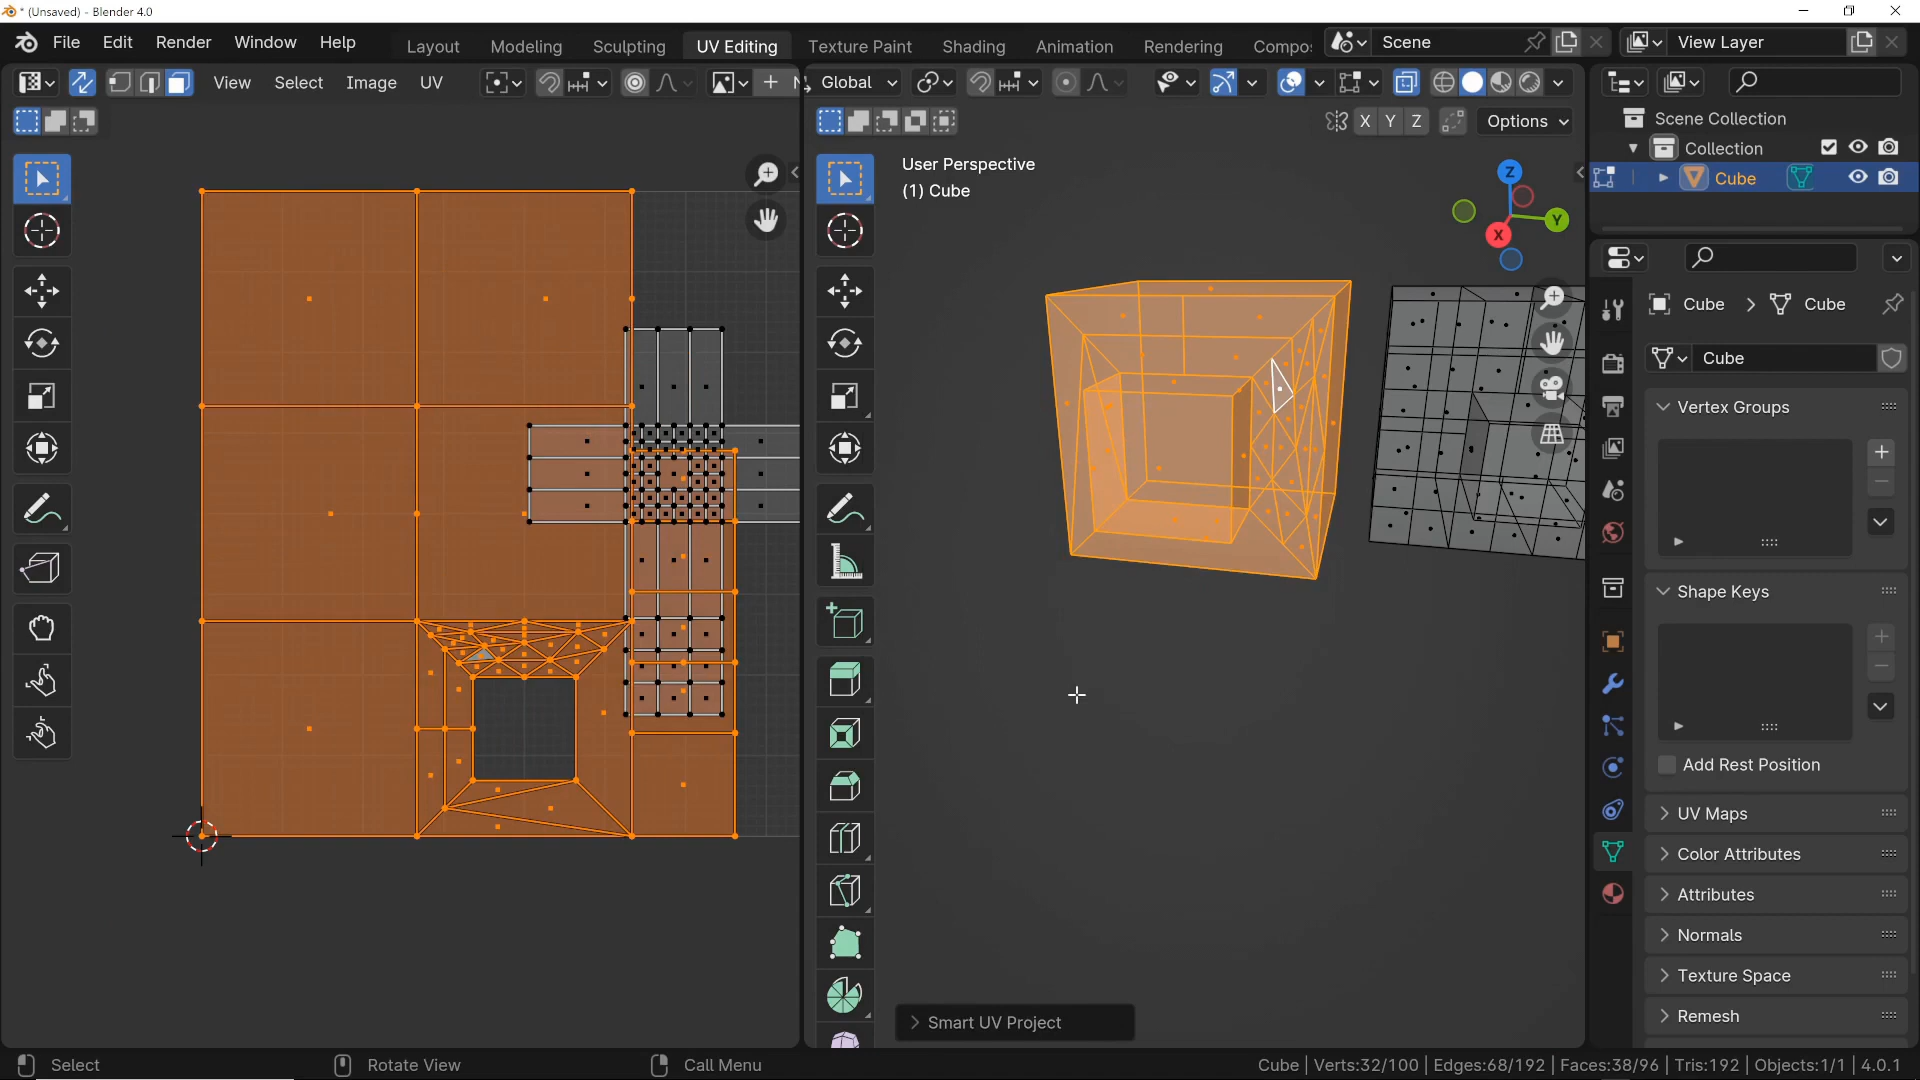 * (Unsaved) - Blender 4.0
File Edit Render Window Help Layout Modeling Sculpting UV Editing Texture Paint Shading Animation Rendering Compo: Scene View Layer
View Select Image UV Global
X Y Z Options
User Perspective
(1) Cube
Z
Y
X
Scene Collection
Collection
Cube
Cube > Cube
Cube
Vertex Groups
Shape Keys
Add Rest Position
UV Maps
Color Attributes
Attributes
Normals
Texture Space
Remesh
Smart UV Project
Select Rotate View Call Menu Cube | Verts:32/100 | Edges:68/192 | Faces:38/96 | Tris:192 | Objects:1/1 | 4.0.1